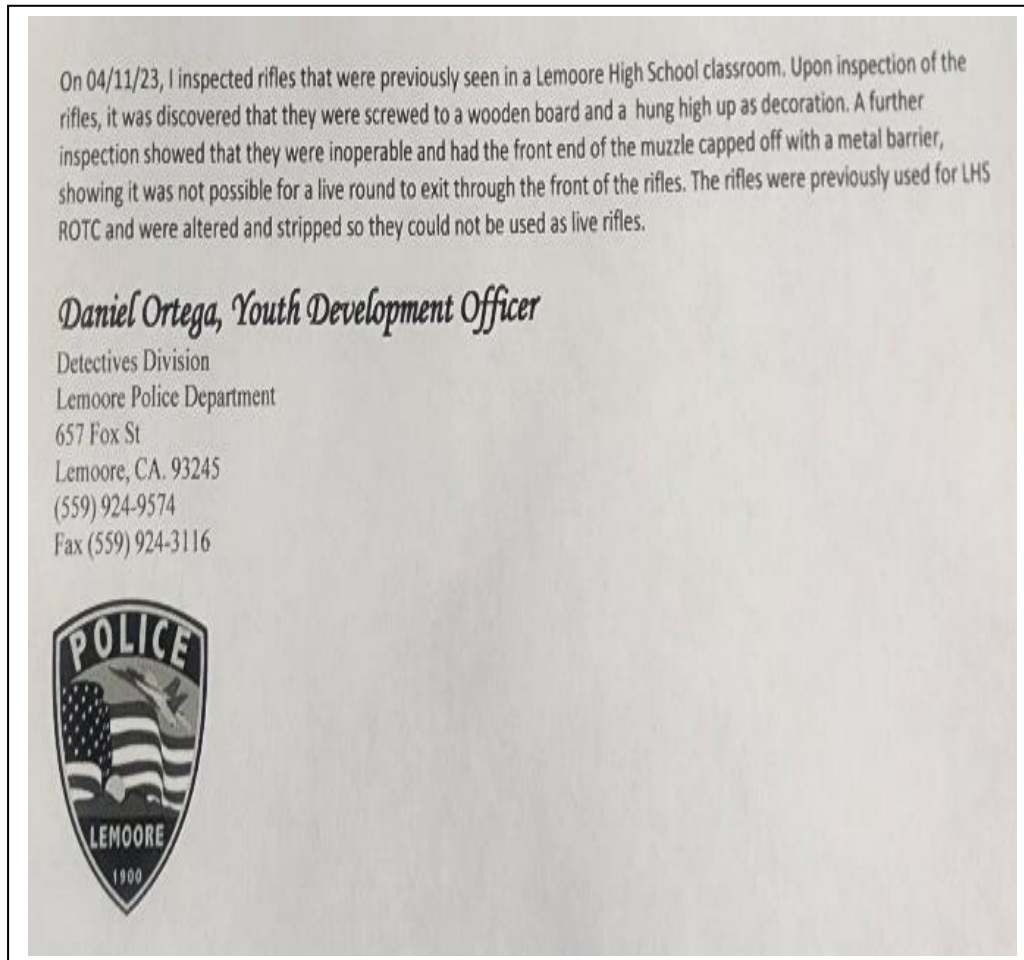 On 04/11/23, I inspected rifles that were previously seen in a Lemoore High School classroom. Upon inspection of the
rifles, it was discovered that they were screwed to a wooden board and a hung high up as decoration. A further
inspection showed that they were inoperable and had the front end of the muzzle capped off with a metal barrier,
showing it was not possible for a live round to exit through the front of the rifles. The rifles were previously used for LHS
ROTC and were altered and stripped so they could not be used as live rifles.
Daniel Ortega, Youth Development Officer
Detectives Division
Lemoore Police Department
657 Fox St
Lemoore, CA. 93245
(559) 924-9574
Fax (559) 924-3116
POLICE
LEMOORE
1900